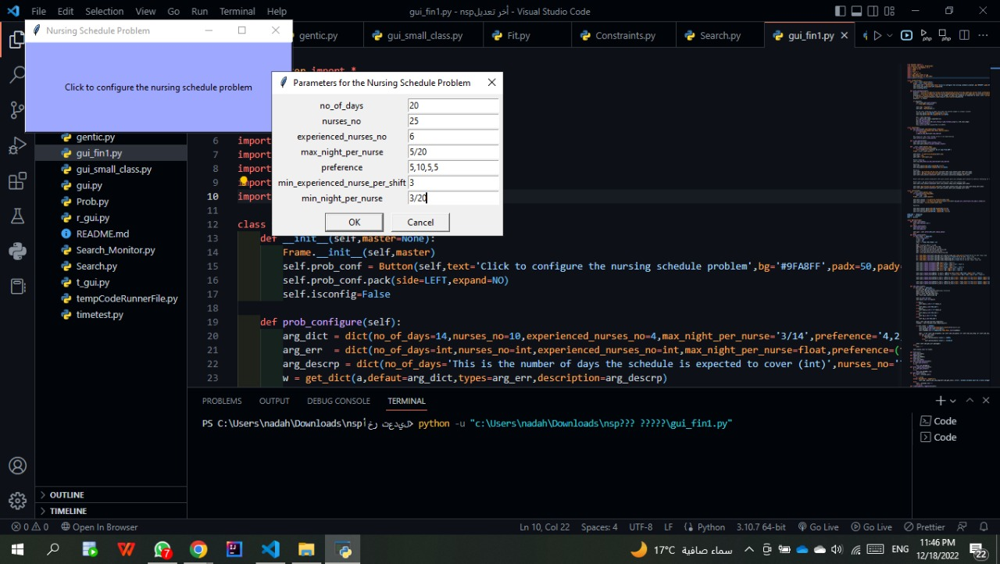 File Edit Selection View Go Run Terminal Help
gui_fin1.py - nspأخر تعديل - Visual Studio Code
Nursing Schedule Problem
Click to configure the nursing schedule problem
gentic.py gui_small_class.py Fit.py Constraints.py Search.py gui_fin1.py
Parameters for the Nursing Schedule Problem
no_of_days 20
nurses_no 25
experienced_nurses_no 6
max_night_per_nurse 5/20
preference 5,10,5,5
min_experienced_nurse_per_shift 3
min_night_per_nurse 3/20
OK Cancel
gentic.py
gui_fin1.py
gui_small_class.py
gui.py
Prob.py
r_gui.py
README.md
Search_Monitor.py
Search.py
t_gui.py
tempCodeRunnerFile.py
timetest.py
OUTLINE
TIMELINE
import *
6 import
7 import
8 import
9 import
10 import
11
12 class
13 def __init__(self,master=None):
14 Frame.__init__(self,master)
15 self.prob_conf = Button(self,text='Click to configure the nursing schedule problem',bg='#9FA8FF',padx=50,pady=
16 self.prob_conf.pack(side=LEFT,expand=NO)
17 self.isconfig=False
18
19 def prob_configure(self):
20 arg_dict = dict(no_of_days=14,nurses_no=10,experienced_nurses_no=4,max_night_per_nurse='3/14',preference='4,2,
21 arg_err = dict(no_of_days=int,nurses_no=int,experienced_nurses_no=int,max_night_per_nurse=float,preference=(
22 arg_descrp = dict(no_of_days='This is the number of days the schedule is expected to cover (int)',nurses_no='
23 w = get_dict(a,defaut=arg_dict,types=arg_err,description=arg_descrp)
PROBLEMS OUTPUT DEBUG CONSOLE TERMINAL
PS C:\Users\nadah\Downloads\nspأخر تعديل> python -u "c:\Users\nadah\Downloads\nsp??? ?????\gui_fin1.py"
Code
Code
0 0 Open In Browser Ln 10, Col 22 Spaces: 4 UTF-8 LF Python 3.10.7 64-bit Go Live Go Live Prettier
7 17°C سماء صافية ENG 11:46 PM
12/18/2022 22